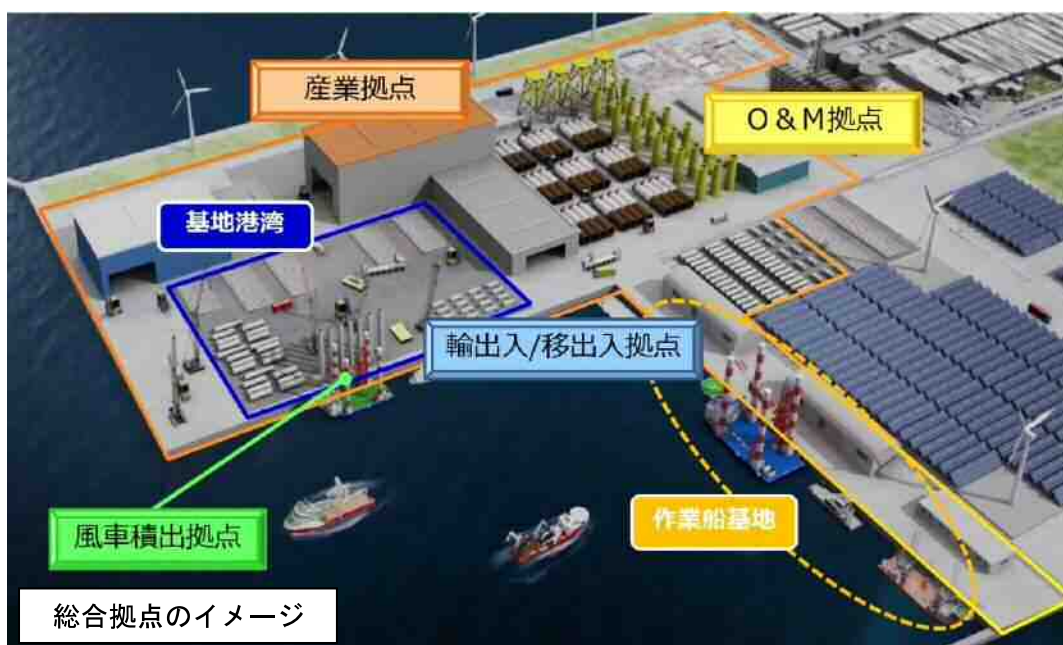 産業拠点
O＆M拠点
基地港湾
輸出入/移出入拠点
風車積出拠点
作業船基地
総合拠点のイメージ